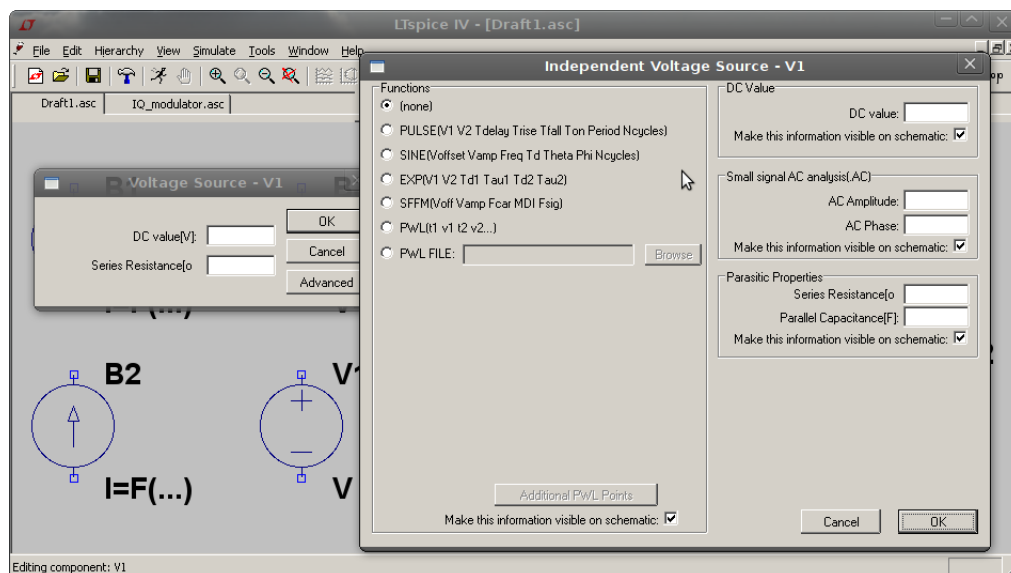 LTspice IV - [Draft1.asc]
File Edit Hierarchy View Simulate Tools Window Help
Draft1.asc IQ_modulator.asc
Voltage Source - V1
DC value[V]:
Series Resistance[o
OK
Cancel
Advanced
B2
I=F(...)
V
Independent Voltage Source - V1
Functions
(none)
PULSE(V1 V2 Tdelay Trise Tfall Ton Period Ncycles)
SINE(Voffset Vamp Freq Td Theta Phi Ncycles)
EXP(V1 V2 Td1 Tau1 Td2 Tau2)
SFFM(Voff Vamp Fcar MDI Fsig)
PWL(t1 v1 t2 v2...)
PWL FILE: Browse
Additional PWL Points
Make this information visible on schematic:
DC Value
DC value:
Make this information visible on schematic:
Small signal AC analysis(.AC)
AC Amplitude:
AC Phase:
Make this information visible on schematic:
Parasitic Properties
Series Resistance[o
Parallel Capacitance[F]:
Make this information visible on schematic:
Cancel OK
Editing component: V1